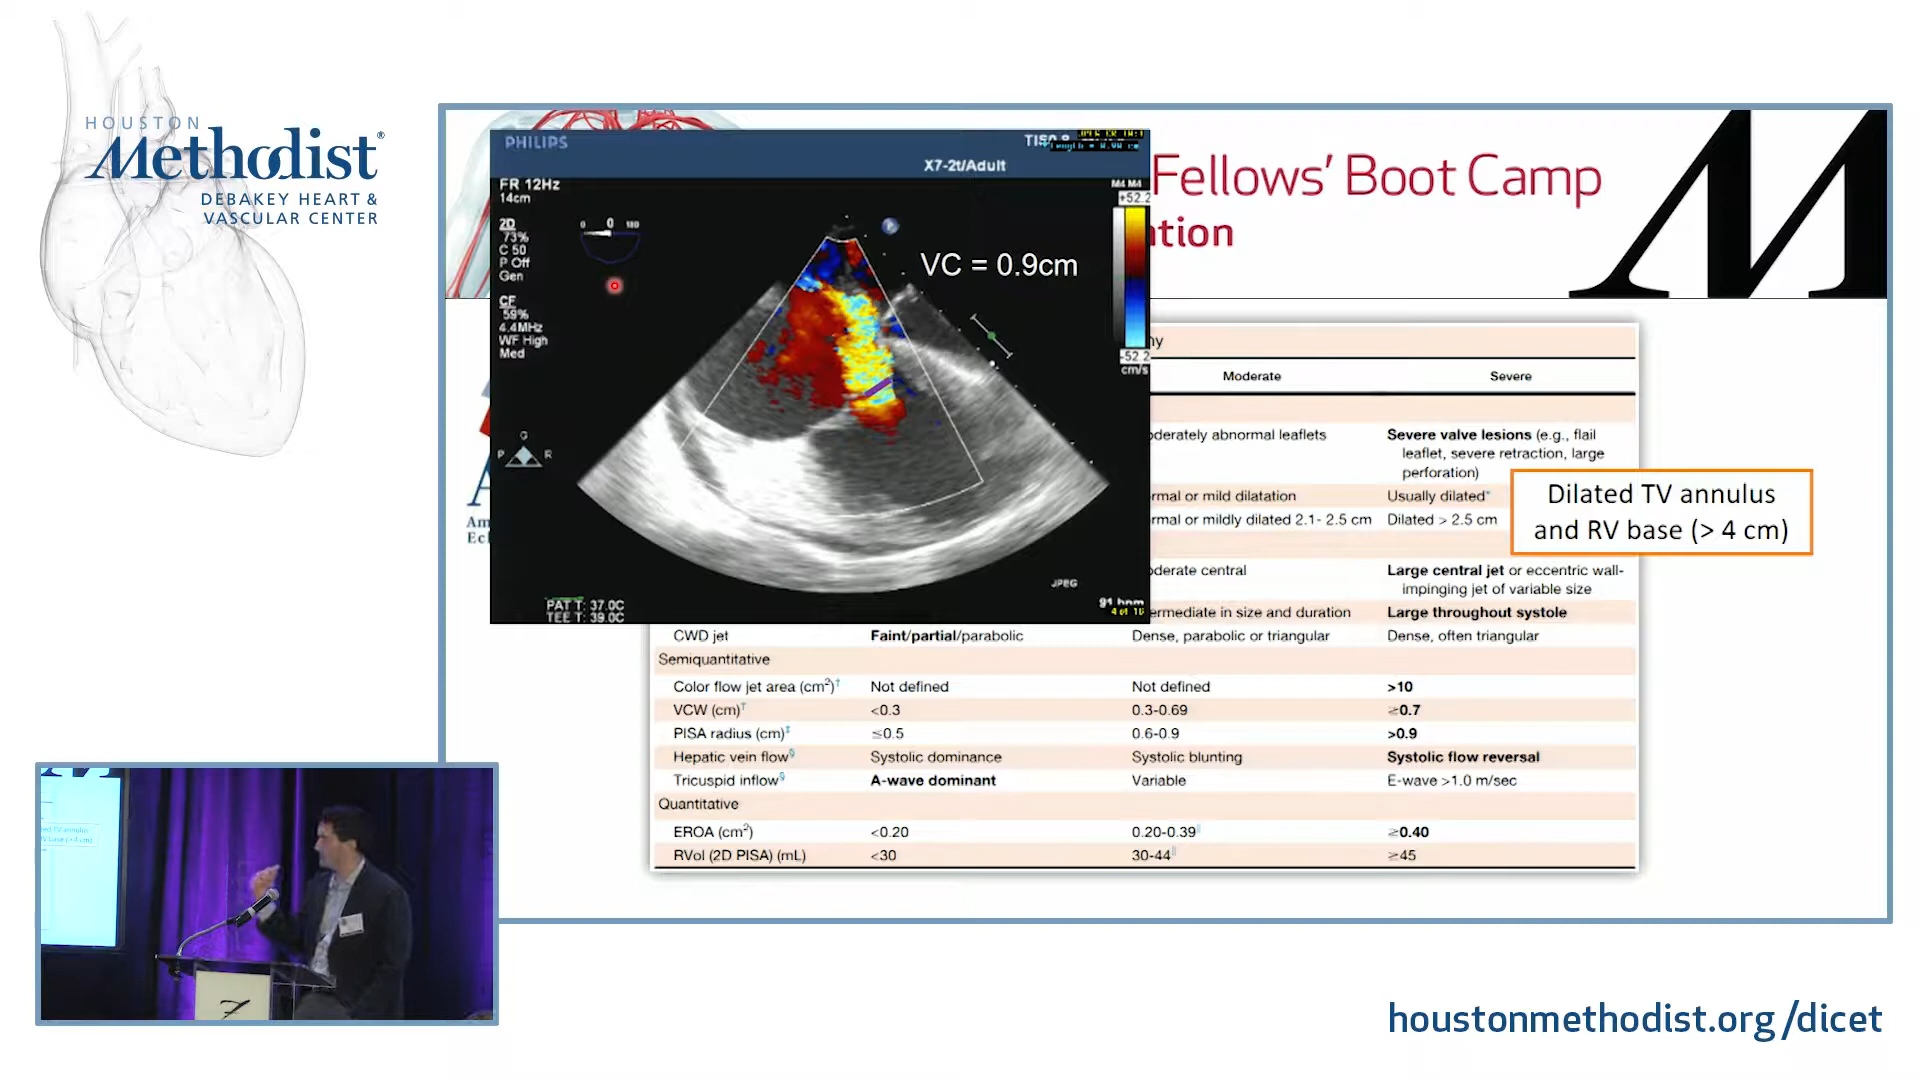 HOUSTON
Methodist®
DEBAKEY HEART &
VASCULAR CENTER
Fellows' Boot Camp
PHILIPS
X7-2t/Adult
FR 12Hz
14cm
M4 M4
+52.2
2D
73%
C 50
P Off
Gen
CF
59%
4.4MHz
WF High
Med
0 0 180
VC = 0.9cm
-52.2
cm/s
P R
JPEG
PAT T: 37.0C
TEE T: 39.0C
91 bpm
Moderate Severe
abnormal leaflets Severe valve lesions (e.g., flail
leaflet, severe retraction, large
perforation)
or mild dilatation Usually dilated*
or mildly dilated 2.1- 2.5 cm Dilated > 2.5 cm
Dilated TV annulus
and RV base (> 4 cm)
central Large central jet or eccentric wall-
impinging jet of variable size
in size and duration Large throughout systole
CWD jet Faint/partial/parabolic Dense, parabolic or triangular Dense, often triangular
Semiquantitative
Color flow jet area (cm²)† Not defined Not defined >10
VCW (cm)† <0.3 0.3-0.69 ≥0.7
PISA radius (cm)‡ ≤0.5 0.6-0.9 >0.9
Hepatic vein flow§ Systolic dominance Systolic blunting Systolic flow reversal
Tricuspid inflow§ A-wave dominant Variable E-wave >1.0 m/sec
Quantitative
EROA (cm²) <0.20 0.20-0.39‖ ≥0.40
RVol (2D PISA) (mL) <30 30-44‖ ≥45
houstonmethodist.org/dicet